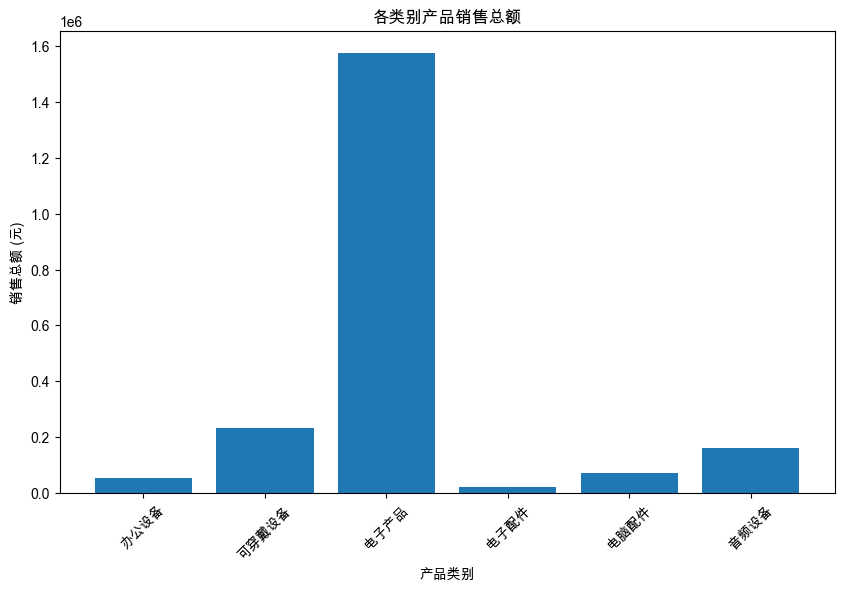 各类别产品销售总额
1e6
1.6
1.4
1.2
1.0
0.8
0.6
0.4
0.2
0.0
销售总额 (元)
办公设备
可穿戴设备
电子产品
电子配件
电脑配件
音频设备
产品类别